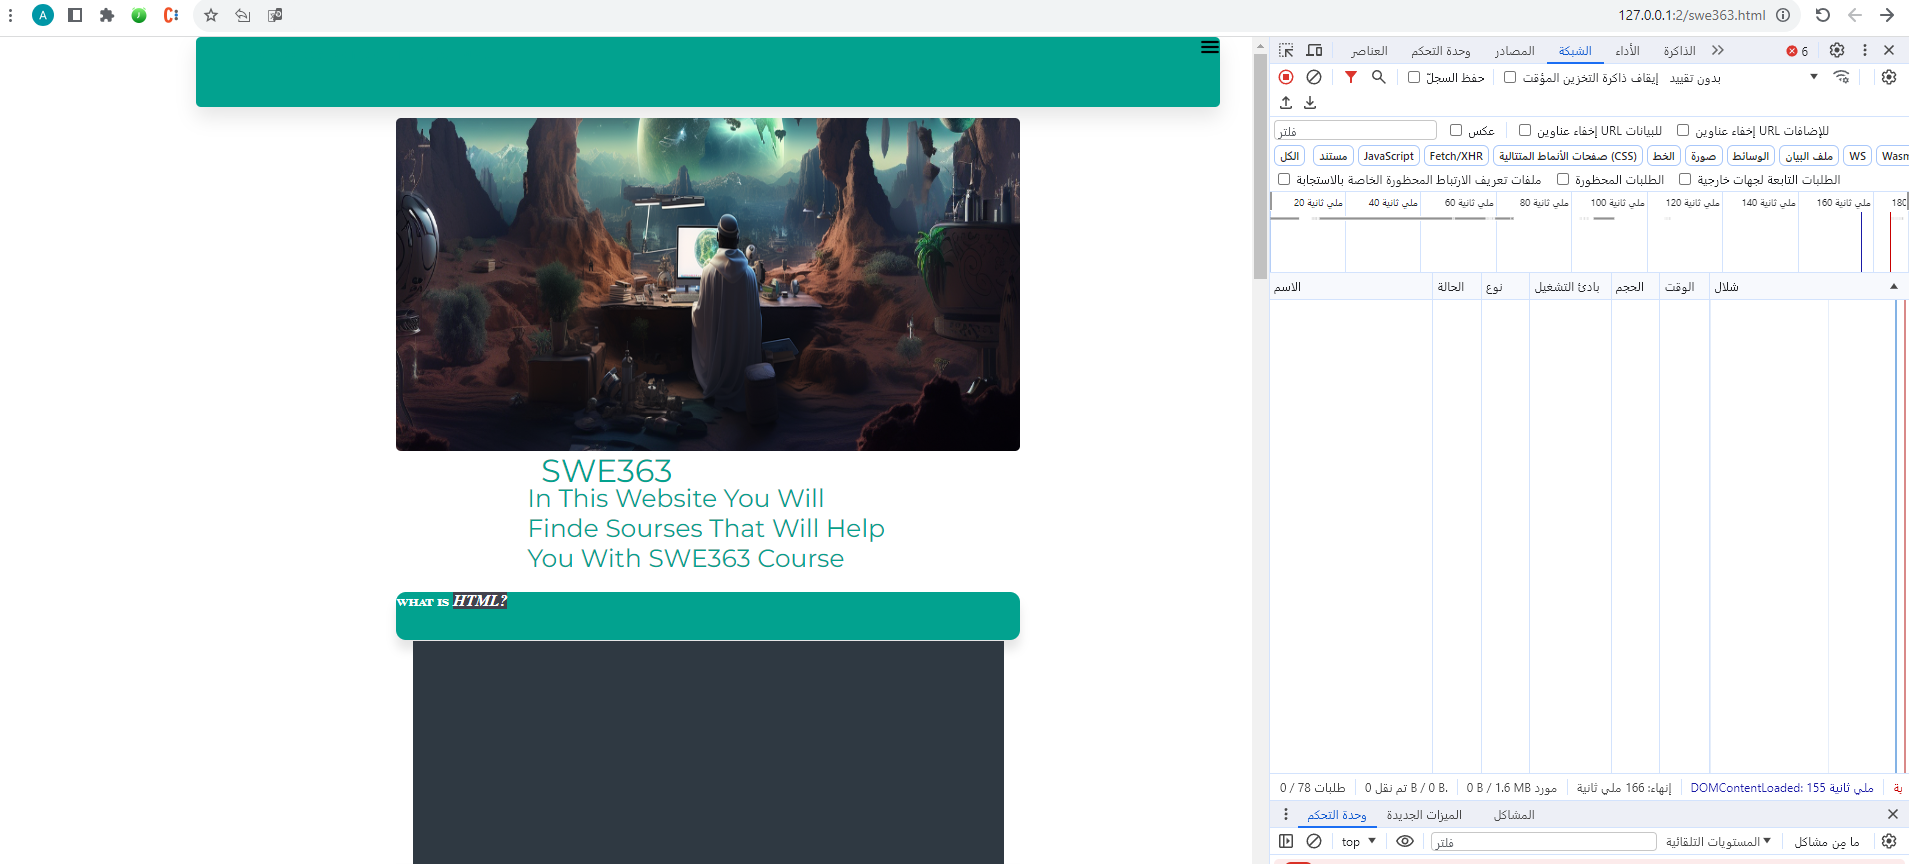 A
127.0.0.1:2/swe363.html
العناصر وحدة التحكم المصادر الشبكة الأداء الذاكرة 6
حفظ السجلّ إيقاف ذاكرة التخزين المؤقت بدون تقييد
فلتر عكس إخفاء عناوين URL للبيانات إخفاء عناوين URL للإضافات
الكل مستند JavaScript Fetch/XHR صفحات الأنماط المتتالية (CSS) الخط صورة الوسائط ملف البيان WS Wasm
ملفات تعريف الارتباط المحظورة الخاصة بالاستجابة الطلبات المحظورة الطلبات التابعة لجهات خارجية
20 ملي ثانية 40 ملي ثانية 60 ملي ثانية 80 ملي ثانية 100 ملي ثانية 120 ملي ثانية 140 ملي ثانية 160 ملي ثانية 180
الاسم الحالة نوع بادئ التشغيل الحجم الوقت شلال
SWE363
In This Website You Will
Finde Sourses That Will Help
You With SWE363 Course
WHAT IS HTML?
0 / 78 طلبات 0 B / 0 B. تم نقل 0 B / 1.6 MB مورد إنهاء: 166 ملي ثانية DOMContentLoaded: 155 ملي ثانية
وحدة التحكم الميزات الجديدة المشاكل
top فلتر المستويات التلقائية ما من مشاكل